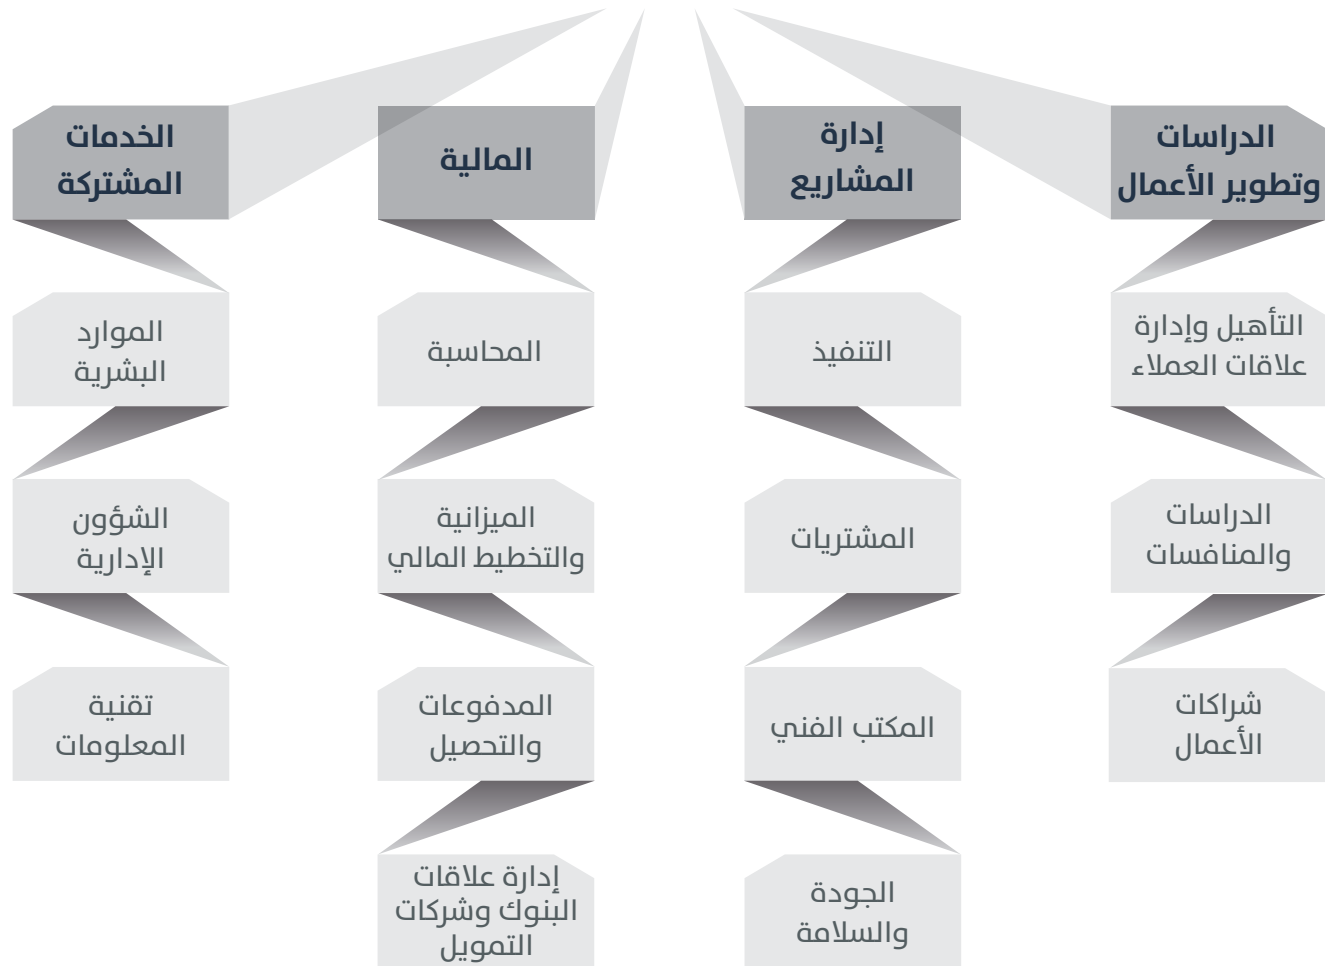 الدراسات
وتطوير الأعمال
التأهيل وإدارة
علاقات العملاء
الدراسات
والمنافسات
شراكات
الأعمال
إدارة
المشاريع
التنفيذ
المشتريات
المكتب الفني
الجودة
والسلامة
المالية
المحاسبة
الميزانية
والتخطيط المالي
المدفوعات
والتحصيل
إدارة علاقات
البنوك وشركات
التمويل
الخدمات
المشتركة
الموارد
البشرية
الشؤون
الإدارية
تقنية
المعلومات